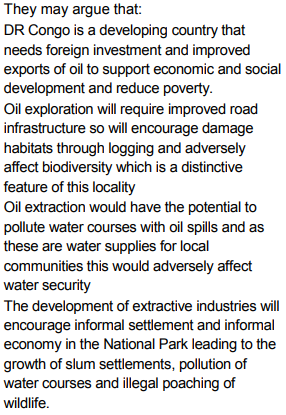 They may argue that:
DR Congo is a developing country that
needs foreign investment and improved
exports of oil to support economic and social
development and reduce poverty.
Oil exploration will require improved road
infrastructure so will encourage damage
habitats through logging and adversely
affect biodiversity which is a distinctive
feature of this locality
Oil extraction would have the potential to
pollute water courses with oil spills and as
these are water supplies for local
communities this would adversely affect
water security
The development of extractive industries will
encourage informal settlement and informal
economy in the National Park leading to the
growth of slum settlements, pollution of
water courses and illegal poaching of
wildlife.